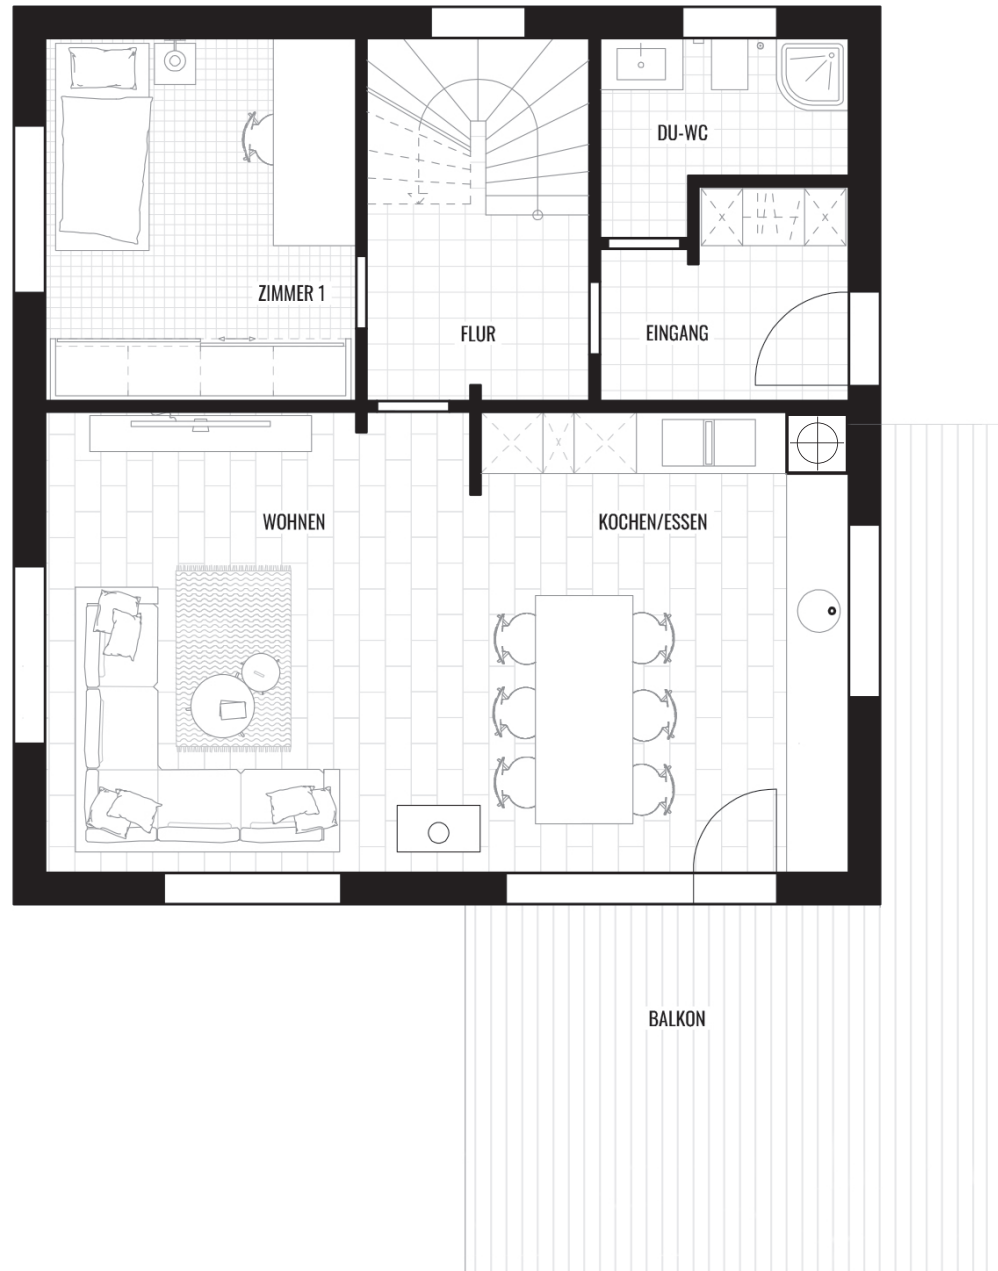 DU-WC
ZIMMER 1
FLUR
EINGANG
WOHNEN
KOCHEN/ESSEN
BALKON